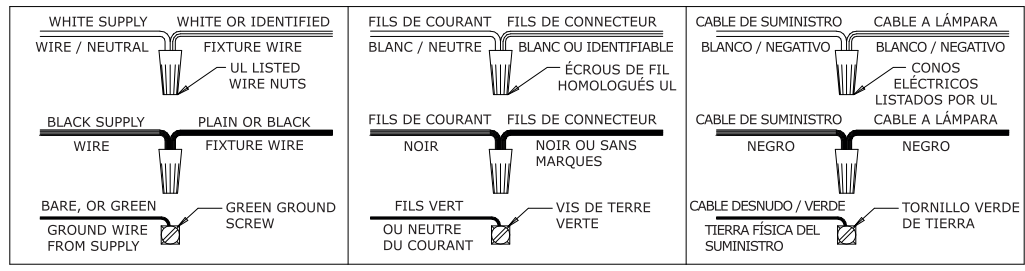 WHITE SUPPLY
WHITE OR IDENTIFIED
WIRE / NEUTRAL
FIXTURE WIRE
UL LISTED
WIRE NUTS
BLACK SUPPLY
PLAIN OR BLACK
WIRE
FIXTURE WIRE
BARE, OR GREEN
GREEN GROUND
SCREW
GROUND WIRE
FROM SUPPLY
FILS DE COURANT
FILS DE CONNECTEUR
BLANC / NEUTRE
BLANC OU IDENTIFIABLE
ÉCROUS DE FIL
HOMOLOGUÉS UL
FILS DE COURANT
FILS DE CONNECTEUR
NOIR
NOIR OU SANS
MARQUES
FILS VERT
VIS DE TERRE
VERTE
OU NEUTRE
DU COURANT
CABLE DE SUMINISTRO
CABLE A LÁMPARA
BLANCO / NEGATIVO
BLANCO / NEGATIVO
CONOS
ELÉCTRICOS
LISTADOS POR UL
CABLE DE SUMINISTRO
CABLE A LÁMPARA
NEGRO
NEGRO
CABLE DESNUDO / VERDE
TORNILLO VERDE
DE TIERRA
TIERRA FÍSICA DEL
SUMINISTRO